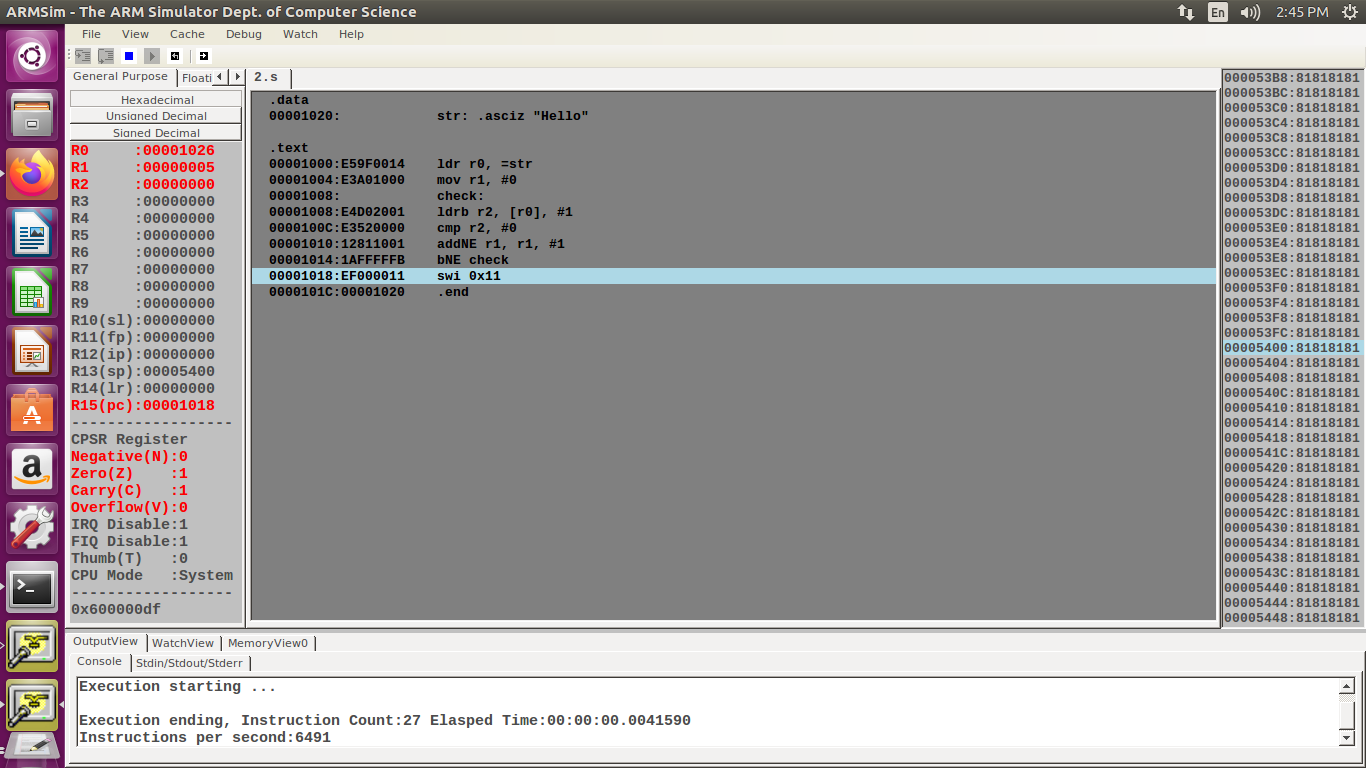 ARMSim - The ARM Simulator Dept. of Computer Science
En
2:45 PM
File View Cache Debug Watch Help
General Purpose
Floati
2.s
Hexadecimal
Unsigned Decimal
Signed Decimal
R0 :00001026
R1 :00000005
R2 :00000000
R3 :00000000
R4 :00000000
R5 :00000000
R6 :00000000
R7 :00000000
R8 :00000000
R9 :00000000
R10(sl):00000000
R11(fp):00000000
R12(ip):00000000
R13(sp):00005400
R14(lr):00000000
R15(pc):00001018
------------------
CPSR Register
Negative(N):0
Zero(Z) :1
Carry(C) :1
Overflow(V):0
IRQ Disable:1
FIQ Disable:1
Thumb(T) :0
CPU Mode :System
------------------
0x600000df
.data
00001020: str: .asciz "Hello"
.text
00001000:E59F0014 ldr r0, =str
00001004:E3A01000 mov r1, #0
00001008: check:
00001008:E4D02001 ldrb r2, [r0], #1
0000100C:E3520000 cmp r2, #0
00001010:12811001 addNE r1, r1, #1
00001014:1AFFFFFB bNE check
00001018:EF000011 swi 0x11
0000101C:00001020 .end
000053B8:81818181
000053BC:81818181
000053C0:81818181
000053C4:81818181
000053C8:81818181
000053CC:81818181
000053D0:81818181
000053D4:81818181
000053D8:81818181
000053DC:81818181
000053E0:81818181
000053E4:81818181
000053E8:81818181
000053EC:81818181
000053F0:81818181
000053F4:81818181
000053F8:81818181
000053FC:81818181
00005400:81818181
00005404:81818181
00005408:81818181
0000540C:81818181
00005410:81818181
00005414:81818181
00005418:81818181
0000541C:81818181
00005420:81818181
00005424:81818181
00005428:81818181
0000542C:81818181
00005430:81818181
00005434:81818181
00005438:81818181
0000543C:81818181
00005440:81818181
00005444:81818181
00005448:81818181
OutputView WatchView MemoryView0
Console Stdin/Stdout/Stderr
Execution starting ...
Execution ending, Instruction Count:27 Elasped Time:00:00:00.0041590
Instructions per second:6491